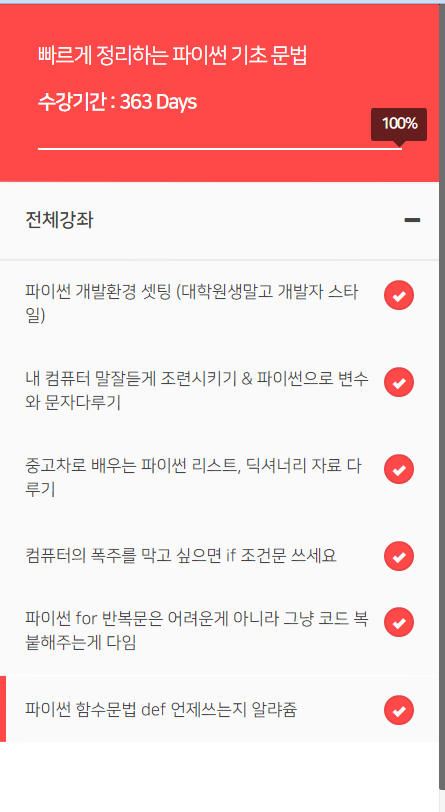 빠르게 정리하는 파이썬 기초 문법
수강기간 : 363 Days
100%
전체강좌
파이썬 개발환경 셋팅 (대학원생말고 개발자 스타
일)
내 컴퓨터 말잘듣게 조련시키기 & 파이썬으로 변수
와 문자다루기
중고차로 배우는 파이썬 리스트, 딕셔너리 자료 다
루기
컴퓨터의 폭주를 막고 싶으면 if 조건문 쓰세요
파이썬 for 반복문은 어려운게 아니라 그냥 코드 복
붙해주는게 다임
파이썬 함수문법 def 언제쓰는지 알랴쥼